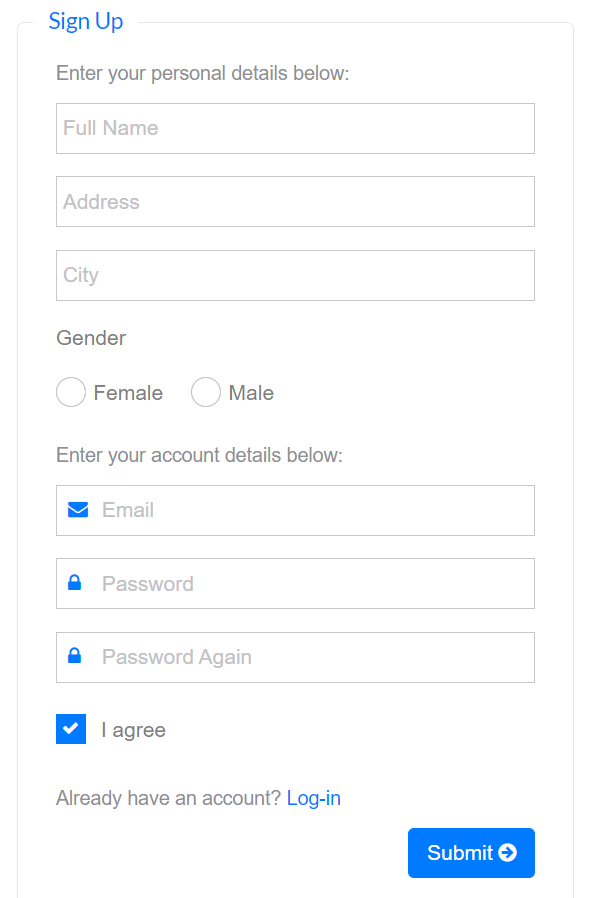 Sign Up
Enter your personal details below:
Full Name
Address
City
Gender
Female Male
Enter your account details below:
Email
Password
Password Again
I agree
Already have an account? Log-in
Submit